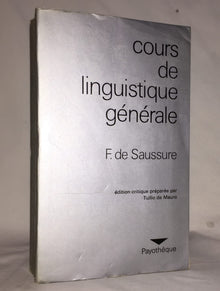 cours
de
linguistique
générale
F. de Saussure
édition critique préparée par
Tullio de Mauro
Payothèque